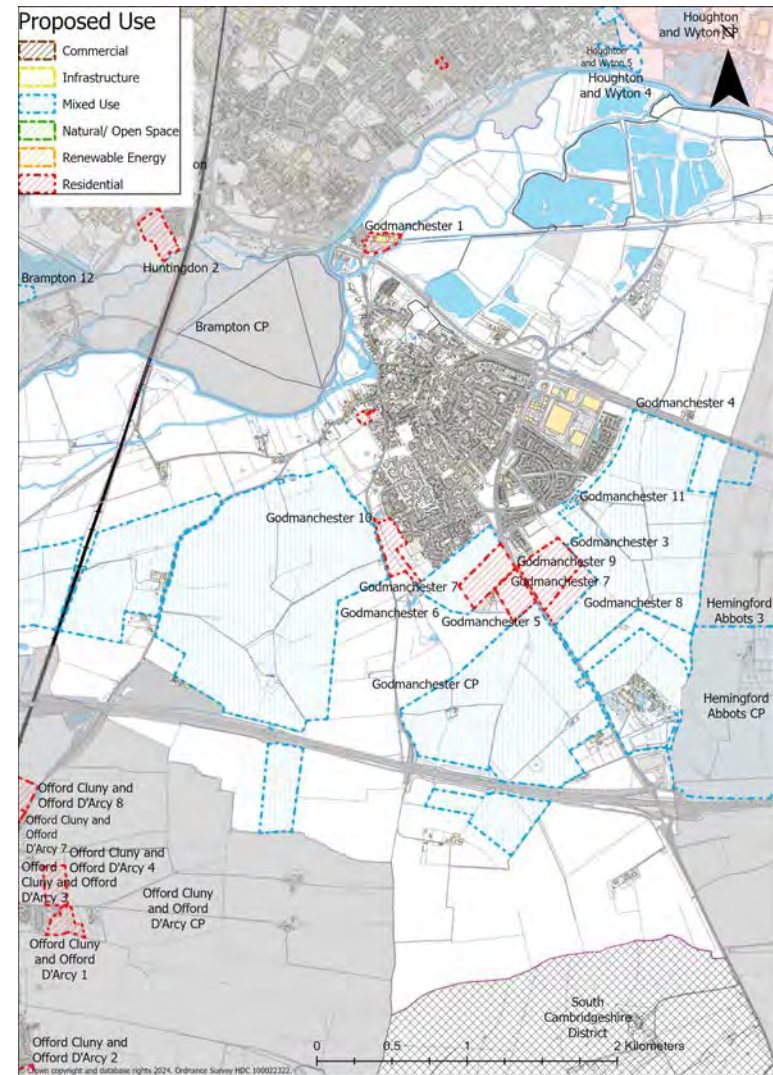 Proposed Use
Commercial
Infrastructure
Mixed Use
Natural/ Open Space
Renewable Energy
Residential
Houghton
and Wyton CP
N
Houghton
and Wyton 5
Houghton
and Wyton 4
on
Godmanchester 1
Huntingdon 2
Brampton 12
Brampton CP
Godmanchester 4
Godmanchester 11
Godmanchester 10
Godmanchester 3
Godmanchester 9
Godmanchester 7
Godmanchester 7
Godmanchester 6
Godmanchester 8
Godmanchester 5
Hemingford
Abbots 3
Godmanchester CP
Hemingford
Abbots CP
Offord Cluny and
Offord D'Arcy 8
Offord Cluny and
Offord
D'Arcy 7
Offord Cluny and
Offord D'Arcy 4
Offord
Cluny and Offord
D'Arcy 3
Offord Cluny
and Offord
D'Arcy CP
Offord Cluny
and Offord
D'Arcy 1
South
Cambridgeshire
District
Offord Cluny and
Offord D'Arcy 2
0 0.5 1 2 Kilometers
© Crown copyright and database rights 2024. Ordnance Survey HDC 100022322.